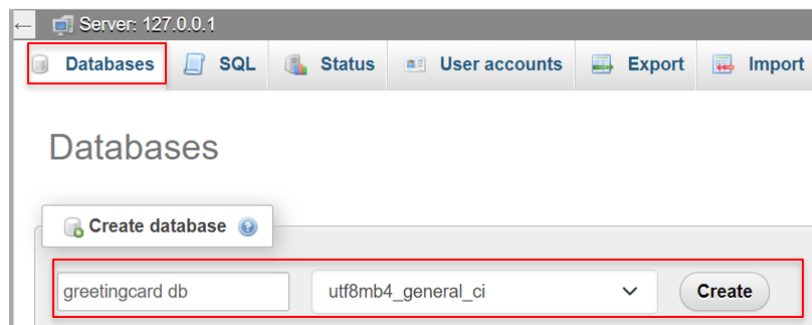 ← Server: 127.0.0.1
Databases SQL Status User accounts Export Import
Databases
Create database
greetingcard db utf8mb4_general_ci Create